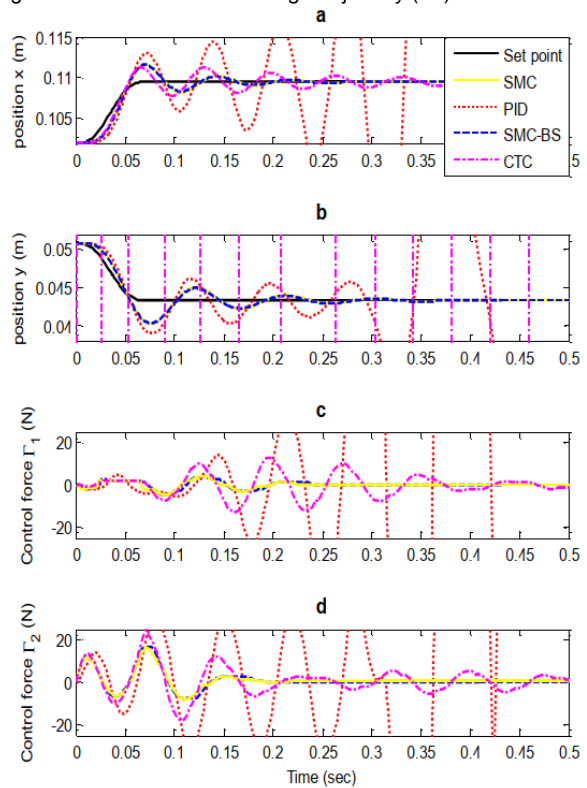 a
position x (m)
0.115
0.11
0.105
0 0.05 0.1 0.15 0.2 0.25 0.3 0.35 5
Set point
SMC
PID
SMC-BS
CTC
b
position y (m)
0.05
0.045
0.04
0 0.05 0.1 0.15 0.2 0.25 0.3 0.35 0.4 0.45 0.5
c
Control force Γ1 (N)
20
0
-20
0 0.05 0.1 0.15 0.2 0.25 0.3 0.35 0.4 0.45 0.5
d
Control force Γ2 (N)
20
0
-20
0 0.05 0.1 0.15 0.2 0.25 0.3 0.35 0.4 0.45 0.5
Time (sec)